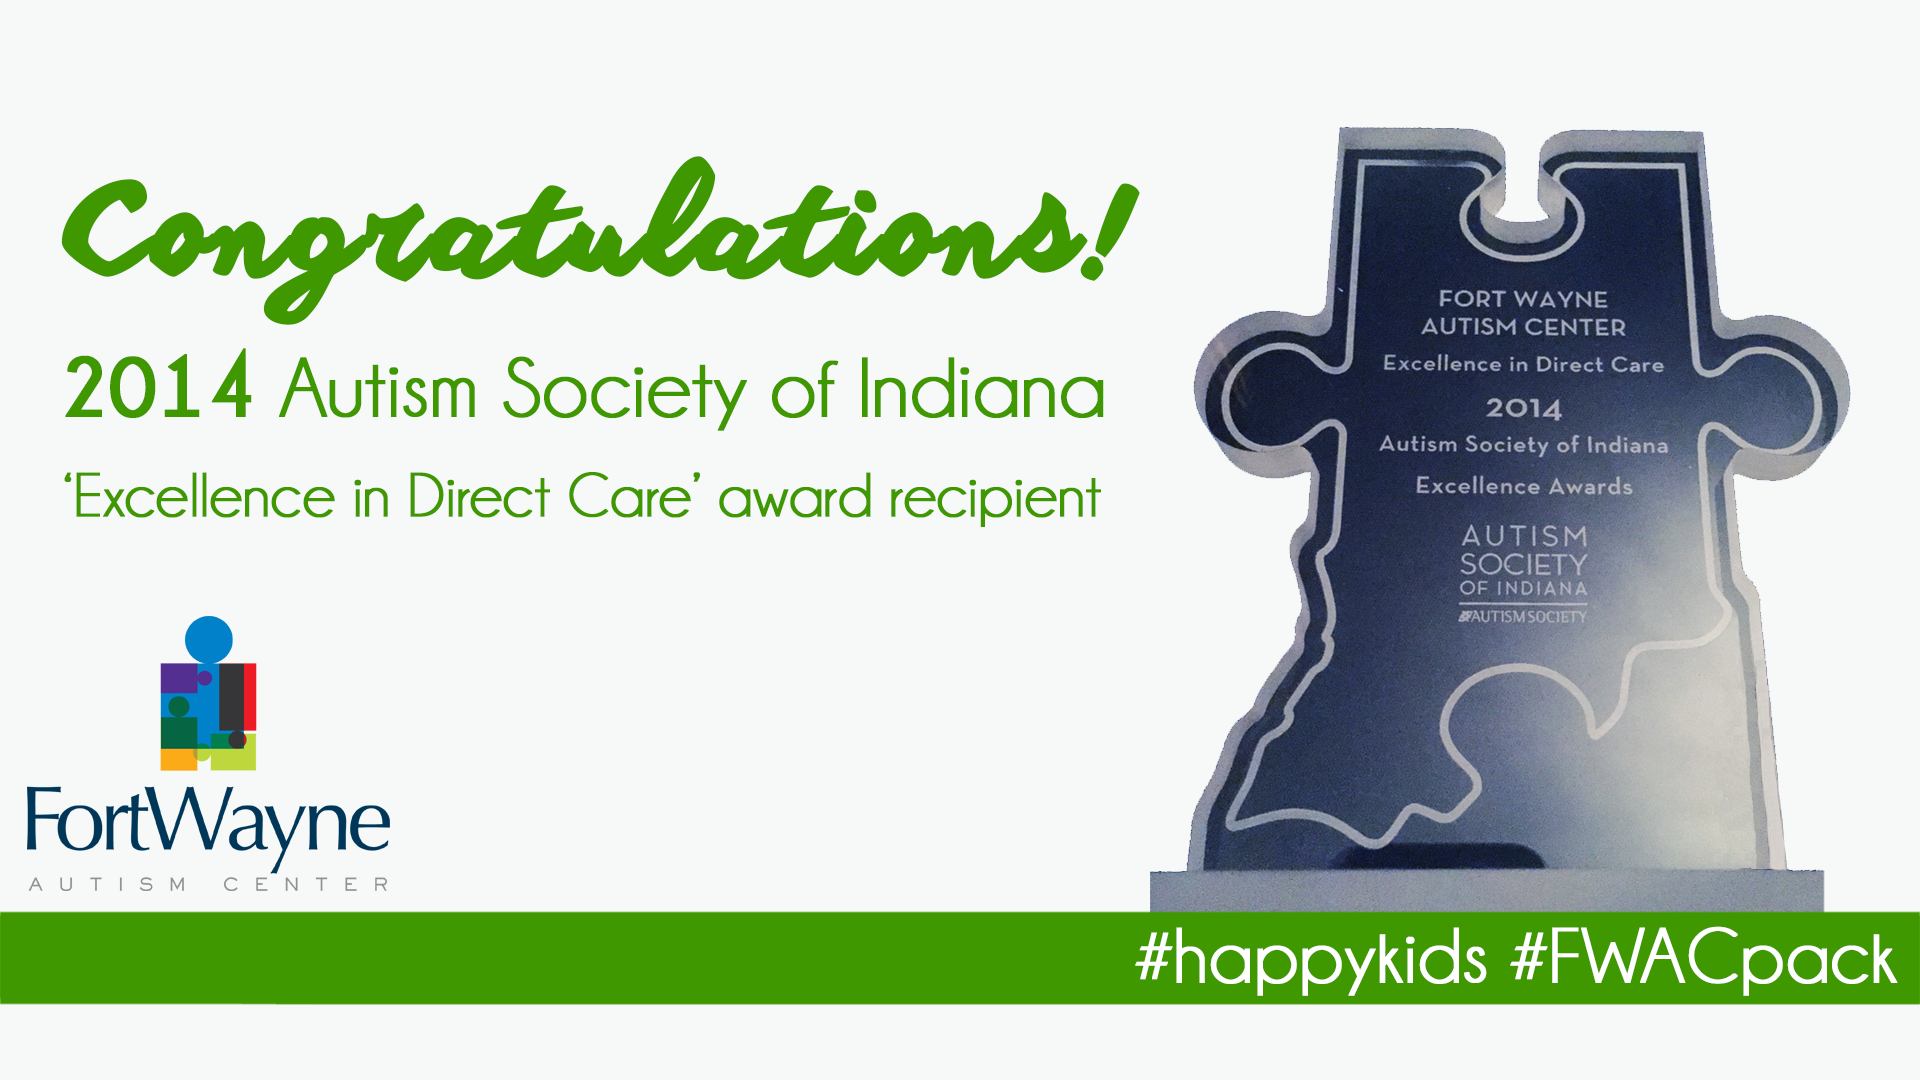 Congratulations!
2014 Autism Society of Indiana
‘Excellence in Direct Care’ award recipient
FortWayne
AUTISM CENTER
FORT WAYNE
AUTISM CENTER
Excellence in Direct Care
2014
Autism Society of Indiana
Excellence Awards
AUTISM
SOCIETY
OF INDIANA
AUTISM SOCIETY
#happykids #FWACpack